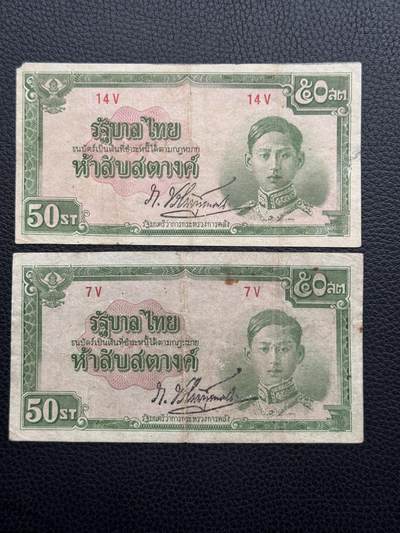 ๕๐ สต
14 V 14 V
รัฐบาลไทย
ธนบัตร์เป็นเงินที่ชำระหนี้ได้ตามกฎหมาย
ห้าสิบสตางค์
50 ST
รัฐมนตรีว่าการกระทรวงการคลัง
๕๐ สต
7 V 7 V
รัฐบาลไทย
ธนบัตร์เป็นเงินที่ชำระหนี้ได้ตามกฎหมาย
ห้าสิบสตางค์
50 ST
รัฐมนตรีว่าการกระทรวงการคลัง